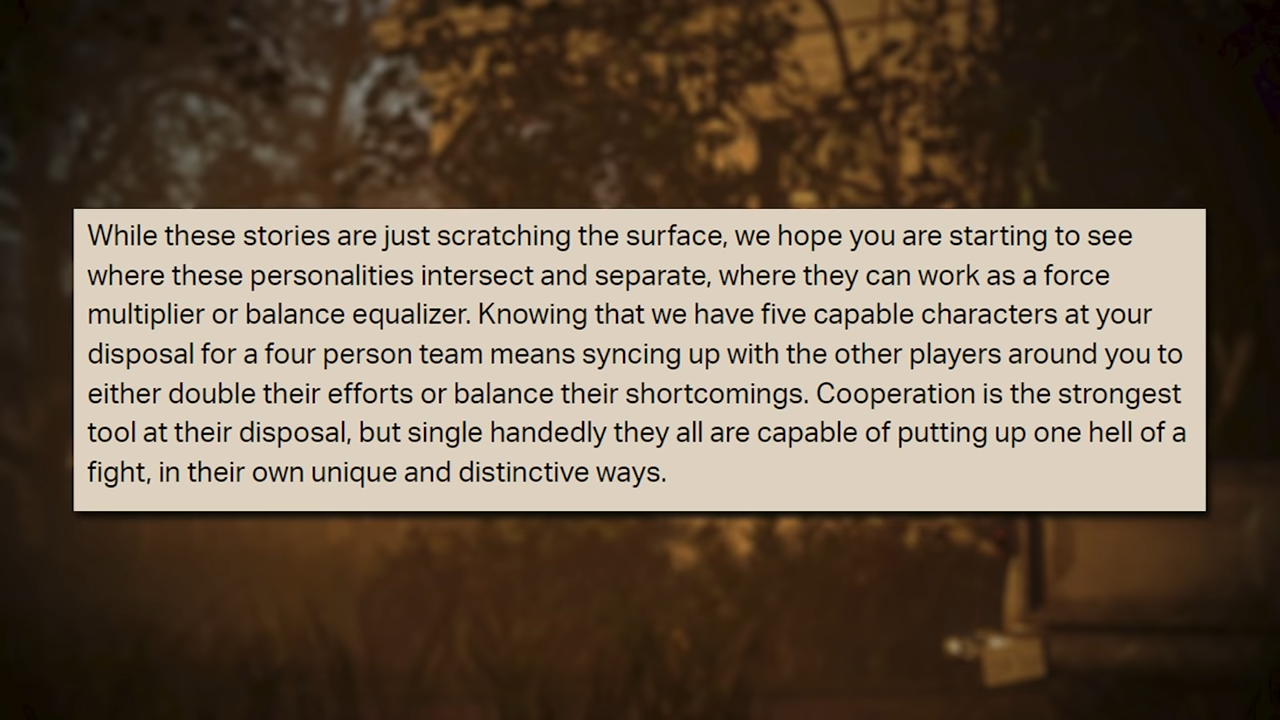 While these stories are just scratching the surface, we hope you are starting to see
where these personalities intersect and separate, where they can work as a force
multiplier or balance equalizer. Knowing that we have five capable characters at your
disposal for a four person team means syncing up with the other players around you to
either double their efforts or balance their shortcomings. Cooperation is the strongest
tool at their disposal, but single handedly they all are capable of putting up one hell of a
fight, in their own unique and distinctive ways.